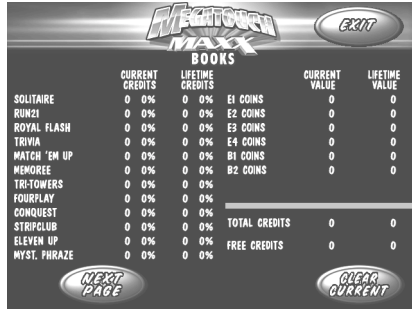 MEGATOUCH
MAXX
EXIT
BOOKS
CURRENT CREDITS LIFETIME CREDITS
SOLITAIRE 0 0% 0 0%
RUN21 0 0% 0 0%
ROYAL FLASH 0 0% 0 0%
TRIVIA 0 0% 0 0%
MATCH 'EM UP 0 0% 0 0%
MEMOREE 0 0% 0 0%
TRI-TOWERS 0 0% 0 0%
FOURPLAY 0 0% 0 0%
CONQUEST 0 0% 0 0%
STRIPCLUB 0 0% 0 0%
ELEVEN UP 0 0% 0 0%
MYST. PHRAZE 0 0% 0 0%
CURRENT VALUE LIFETIME VALUE
E1 COINS 0 0
E2 COINS 0 0
E3 COINS 0 0
E4 COINS 0 0
B1 COINS 0 0
B2 COINS 0 0
TOTAL CREDITS 0 0
FREE CREDITS 0 0
NEXT
PAGE
CLEAR
CURRENT